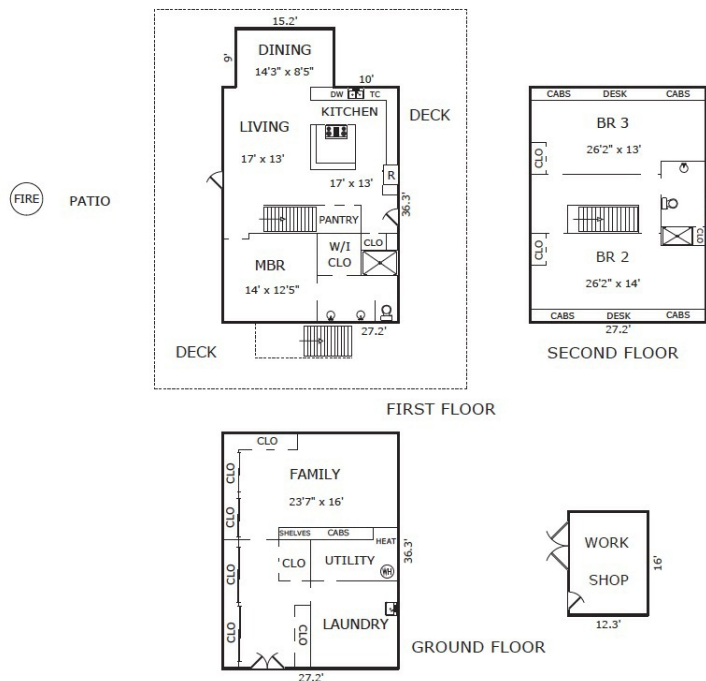 15.2'
DINING
9'
14'3" x 8'5"
10'
DW TC
KITCHEN
DECK
LIVING
17' x 13'
17' x 13'
R
36.3'
FIRE
PATIO
PANTRY
W/I
CLO
CLO
MBR
14' x 12'5"
27.2'
DECK
FIRST FLOOR
CABS DESK CABS
BR 3
26'2" x 13'
CLO
CLO
CLO
BR 2
26'2" x 14'
CABS DESK CABS
27.2'
SECOND FLOOR
CLO
CLO
FAMILY
23'7" x 16'
CLO
SHELVES CABS
HEAT
36.3'
CLO
UTILITY
WH
CLO
CLO
CLO
LAUNDRY
27.2'
GROUND FLOOR
WORK
SHOP
16'
12.3'